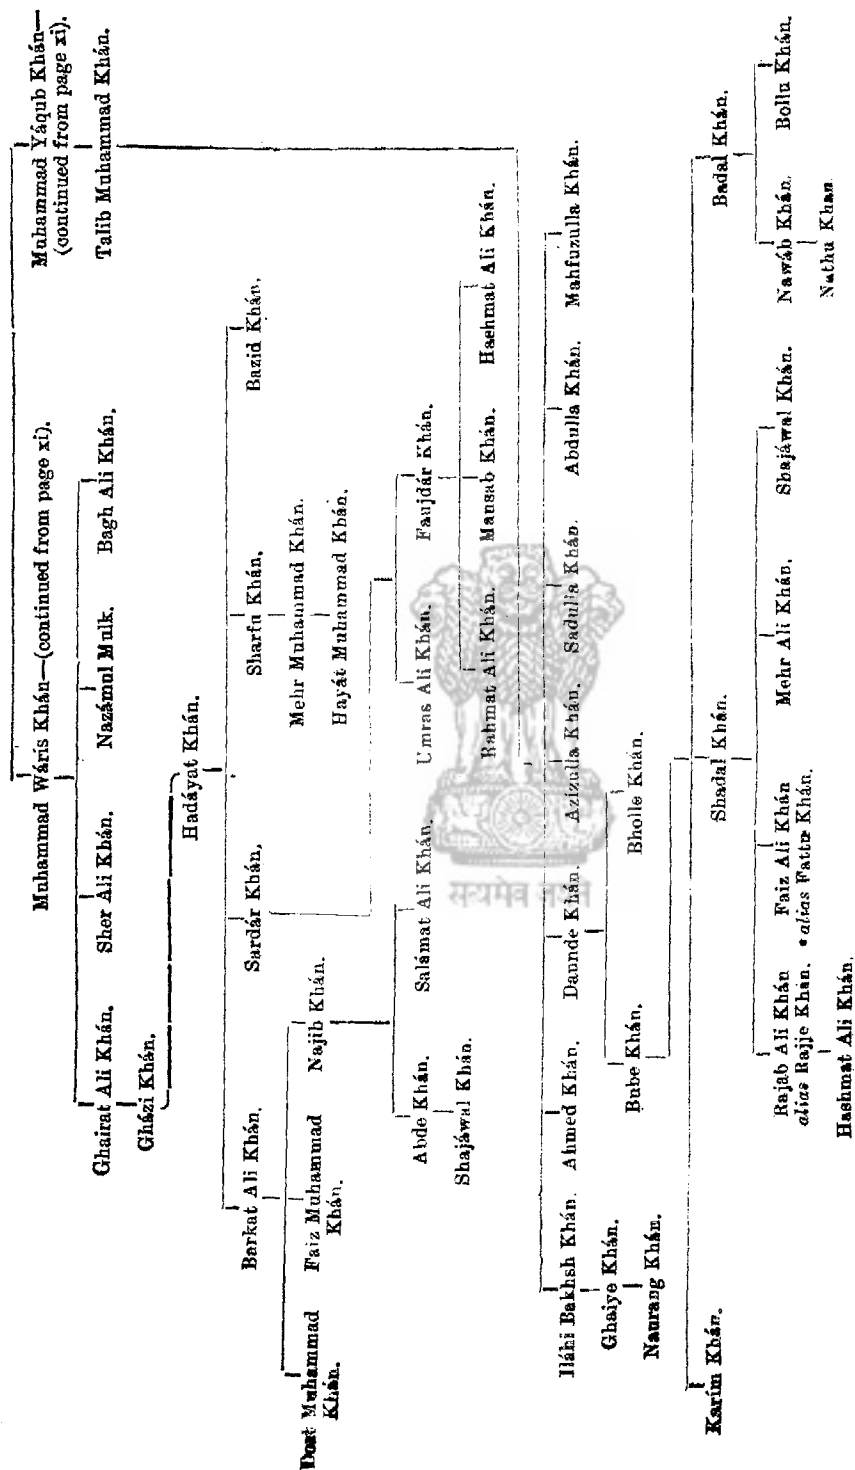 Muhammad Wáris Khán—(continued from page xi).
Muhammad Yáqub Khán—
(continued from page xi).
Ghairat Ali Khán.
Sher Ali Khán.
Nazámul Mulk.
Bagh Ali Khán.
Talib Muhammad Khán.
Gházi Khán.
Hadáyat Khán.
Barkat Ali Khán.
Sardár Khán.
Sharfu Khán.
Bazid Khán.
Dost Muhammad
Khán.
Faiz Muhammad
Khán.
Najib Khán.
Mehr Muhammad Khán.
Hayát Muhammad Khán.
Abde Khán.
Salámat Ali Khán.
Umras Ali Khán.
Faujdár Khán.
Shajáwal Khán.
Rahmat Ali Khán.
Mansab Khán.
Hashmat Ali Khán.
Iláhi Bakhsh Khán.
Ahmed Khán.
Daunde Khán.
Azizulla Khán.
Sadulla Khán.
Abdulla Khán.
Mahfuzulla Khán.
Ghaiye Khán.
Naurang Khán.
Bube Khán.
Bholle Khán.
Karím Khán.
Shadal Khán.
Badal Khán.
Rajab Ali Khán
alias Rajje Khán.
Faiz Ali Khán
* alias Fattu Khán.
Mehr Ali Khán.
Shajáwal Khán.
Nawáb Khán.
Bollu Khán.
Hashmat Ali Khán.
Nathu Khan
सत्यमेव जयते